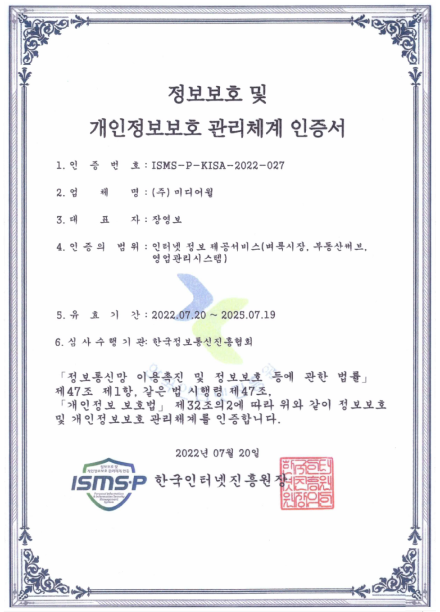 정보보호 및
개인정보보호 관리체계 인증서
1. 인 증 번 호 : ISMS-P-KISA-2022-027
2. 업 체 명 : (주) 미디어윌
3. 대 표 자 : 장영보
4. 인증의 범위 : 인터넷 정보 제공서비스(벼룩시장, 부동산써브,
영업관리시스템)
5. 유 효 기 간 : 2022.07.20 ~ 2025.07.19
6. 심사수행기관: 한국정보통신진흥협회
「정보통신망 이용촉진 및 정보보호 등에 관한 법률」
제47조 제1항, 같은 법 시행령 제47조,
「개인정보 보호법」 제32조의2에 따라 위와 같이 정보보호
및 개인정보보호 관리체계를 인증합니다.
2022년 07월 20일
ISMS-P
한국인터넷진흥원장